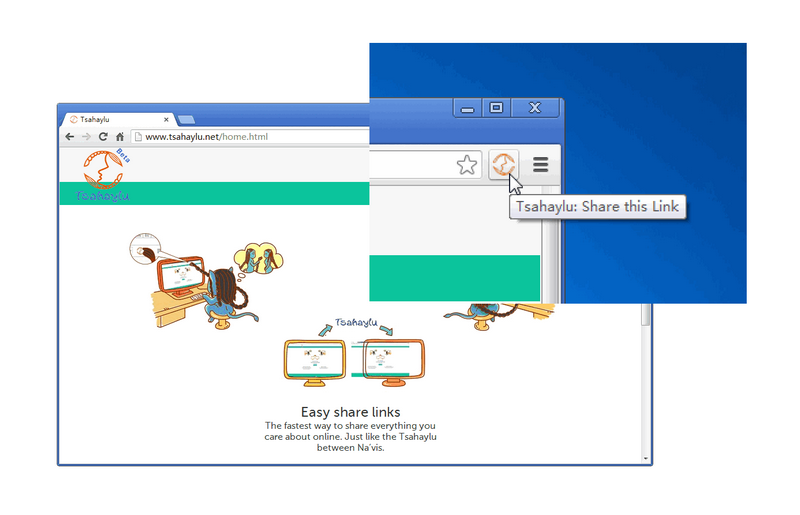 Tsahaylu
www.tsahaylu.net/home.html
Beta
Tsahaylu
Tsahaylu: Share this Link
Tsahaylu
Easy share links
The fastest way to share everything you
care about online. Just like the Tsahaylu
between Na'vis.